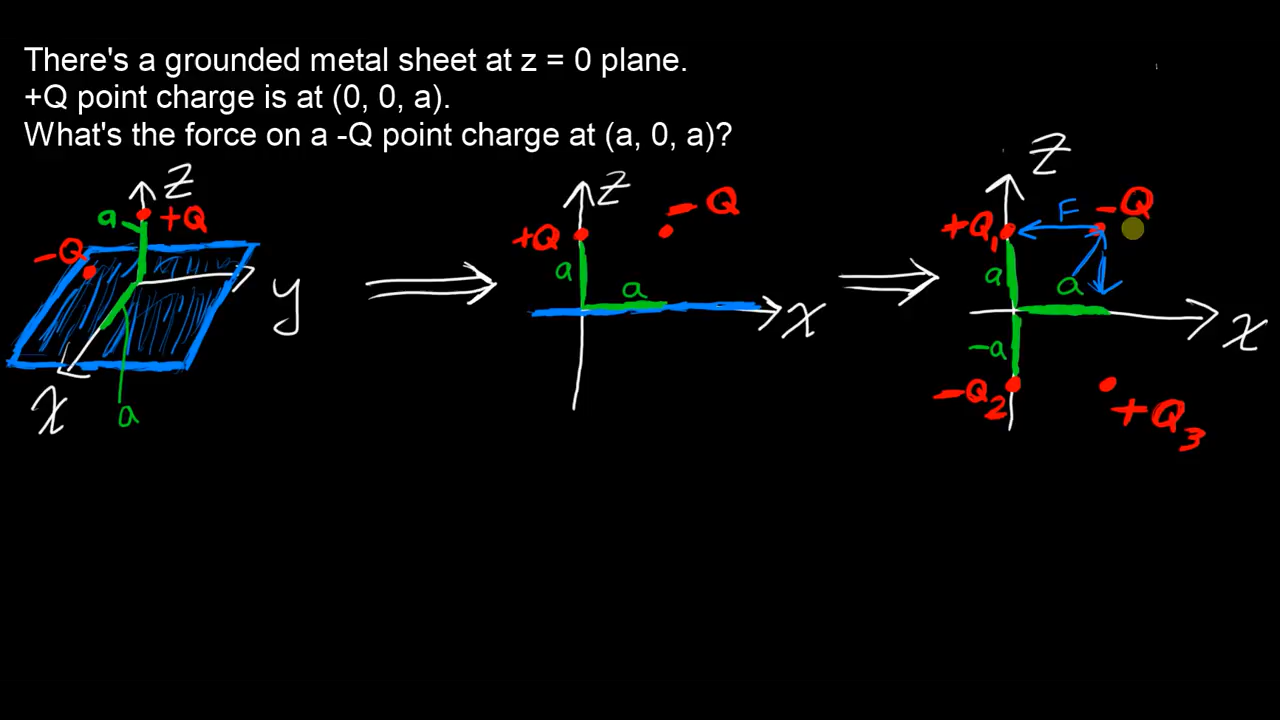 There's a grounded metal sheet at z = 0 plane.
+Q point charge is at (0, 0, a).
What's the force on a -Q point charge at (a, 0, a)?
z
a
+Q
-Q
y
x
a
z
+Q
-Q
a
a
x
z
+Q1
F
-Q
a
a
x
-a
-Q2
+Q3